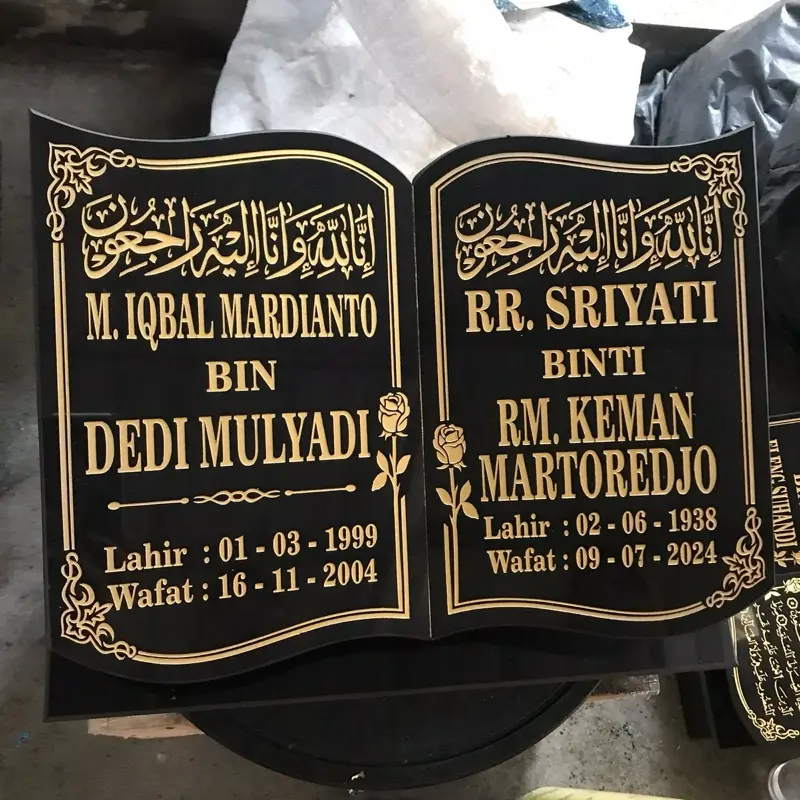 إِنَّا لِلَّهِ وَإِنَّا إِلَيْهِ رَاجِعُونَ
M. IQBAL MARDIANTO
BIN
DEDI MULYADI
Lahir : 01 - 03 - 1999
Wafat : 16 - 11 - 2004
إِنَّا لِلَّهِ وَإِنَّا إِلَيْهِ رَاجِعُونَ
RR. SRIYATI
BINTI
RM. KEMAN
MARTOREDJO
Lahir : 02 - 06 - 1938
Wafat : 09 - 07 - 2024